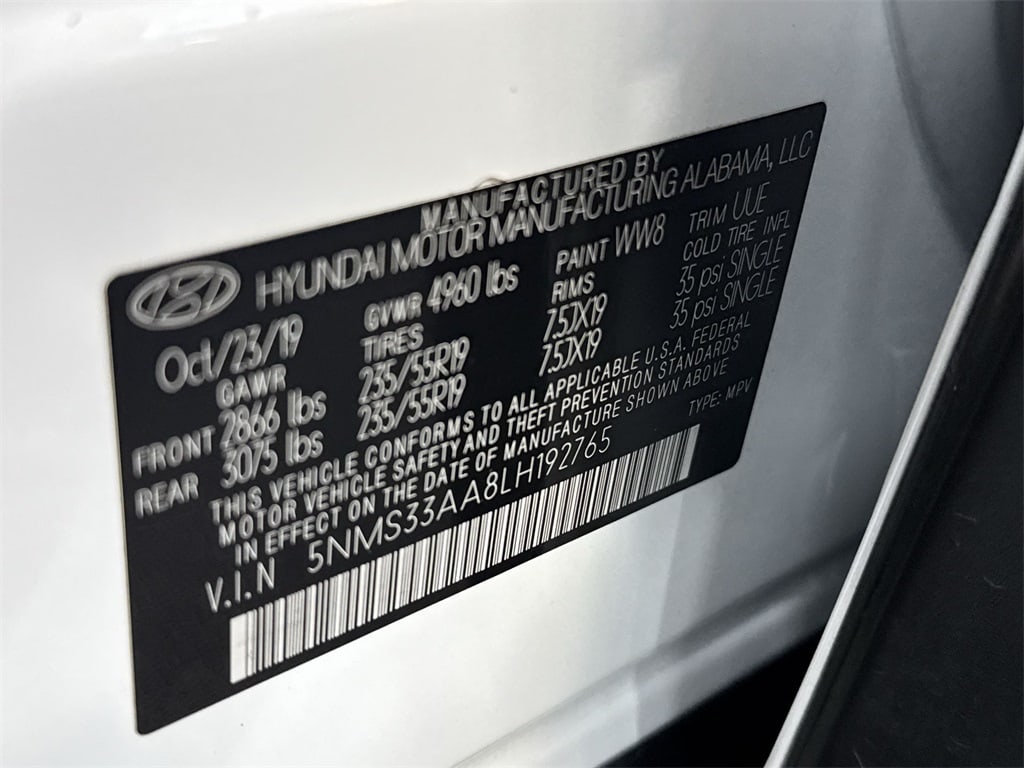 MANUFACTURED BY
HYUNDAI MOTOR MANUFACTURING ALABAMA, LLC
Oct/23/19 GVWR 4960 lbs PAINT WW8 TRIM UUE
GAWR TIRES RIMS COLD TIRE INFL
FRONT 2866 lbs 235/55R19 7.5JX19 35 psi SINGLE
REAR 3075 lbs 235/55R19 7.5JX19 35 psi SINGLE
THIS VEHICLE CONFORMS TO ALL APPLICABLE U.S.A. FEDERAL
MOTOR VEHICLE SAFETY AND THEFT PREVENTION STANDARDS
IN EFFECT ON THE DATE OF MANUFACTURE SHOWN ABOVE
V.I.N 5NMS33AA8LH192765 TYPE: MPV